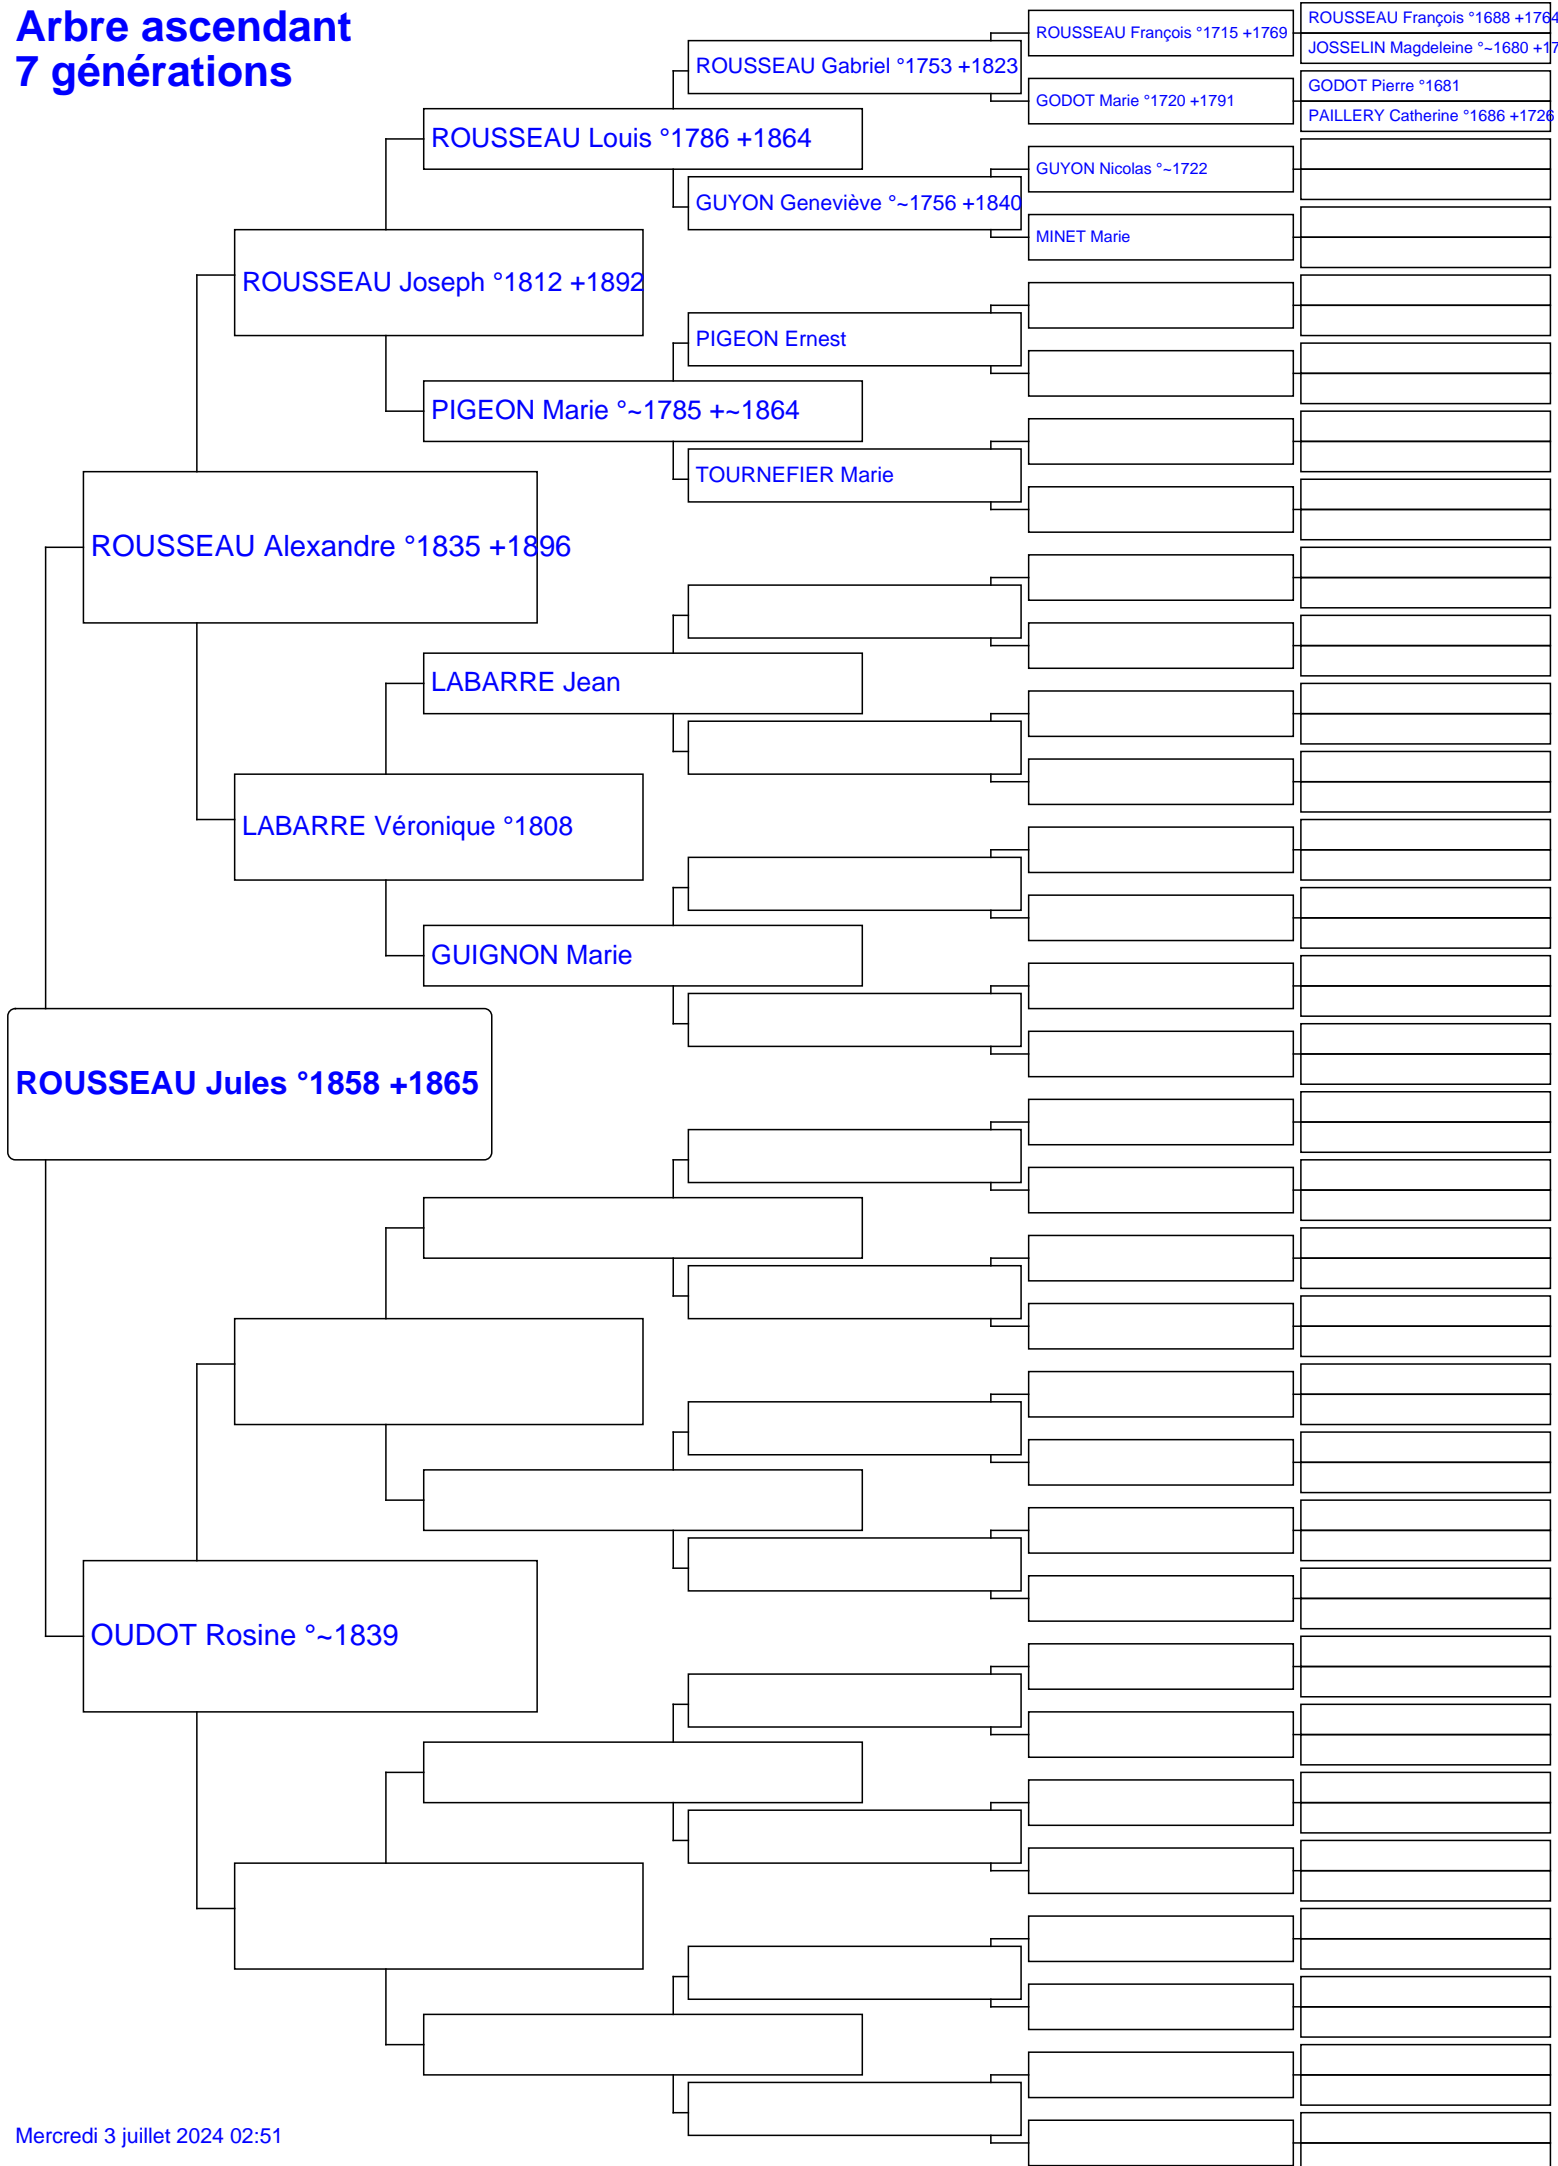 Arbre ascendant
7 générations
ROUSSEAU François °1688 +1764
JOSSELIN Magdeleine °~1680 +17
ROUSSEAU François °1715 +1769
ROUSSEAU Gabriel °1753 +1823
GODOT Pierre °1681
GODOT Marie °1720 +1791
PAILLERY Catherine °1686 +1726
ROUSSEAU Louis °1786 +1864
GUYON Nicolas °~1722
GUYON Geneviève °~1756 +1840
MINET Marie
ROUSSEAU Joseph °1812 +1892
PIGEON Ernest
PIGEON Marie °~1785 +~1864
TOURNEFIER Marie
ROUSSEAU Alexandre °1835 +1896
LABARRE Jean
LABARRE Véronique °1808
GUIGNON Marie
ROUSSEAU Jules °1858 +1865
OUDOT Rosine °~1839
Mercredi 3 juillet 2024 02:51